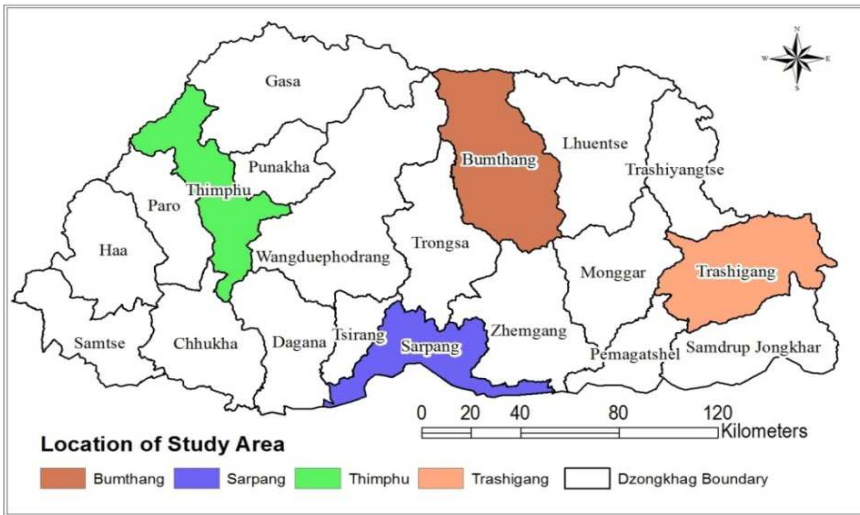 N
W
E
S
Gasa
Bumthang
Lhuentse
Punakha
Trashiyangtse
Thimphu
Paro
Haa
Wangduephodrang
Trongsa
Monggar
Trashigang
Samtse
Chhukha
Dagana
Tsirang
Sarpang
Zhemgang
Pemagatshel
Samdrup Jongkhar
0 20 40 80 120
Kilometers
Location of Study Area
Bumthang Sarpang Thimphu Trashigang Dzongkhag Boundary